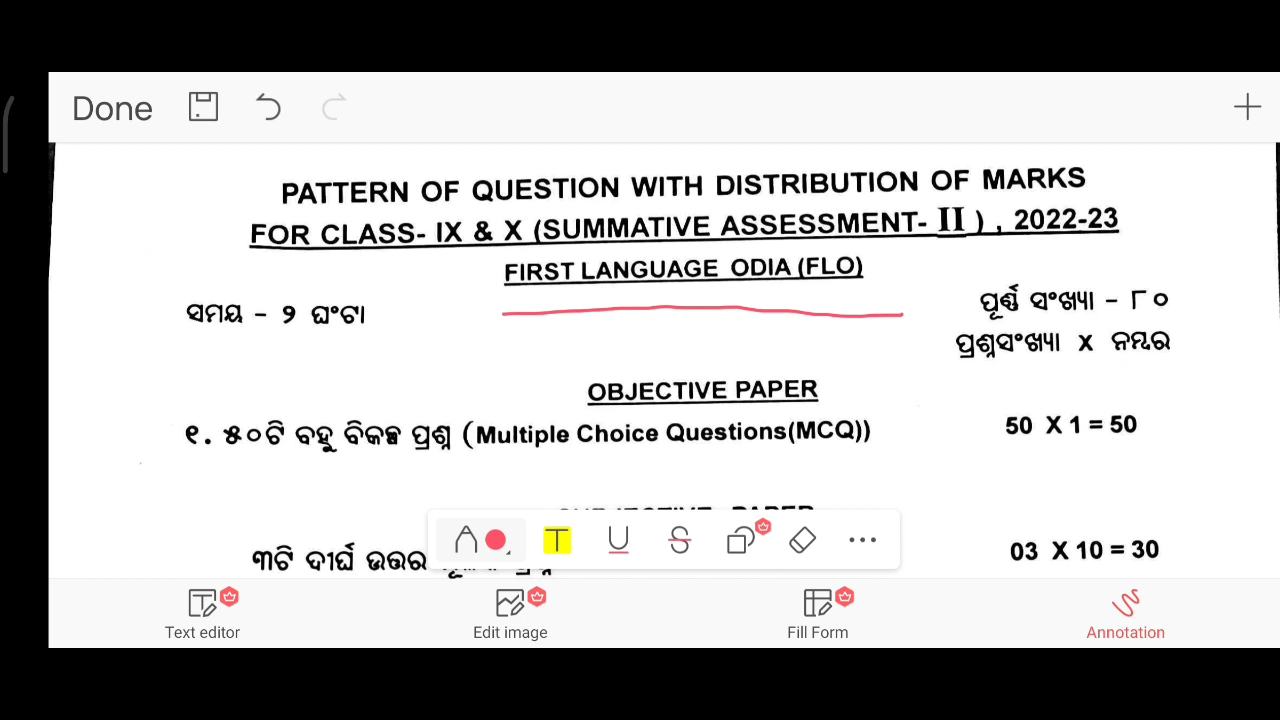 Done
PATTERN OF QUESTION WITH DISTRIBUTION OF MARKS
FOR CLASS- IX & X (SUMMATIVE ASSESSMENT- II ) , 2022-23
FIRST LANGUAGE ODIA (FLO)
ସମୟ - ୨ ଘଂଟା
ପୂର୍ଣ୍ଣ ସଂଖ୍ୟା - ୮୦
ପ୍ରଶ୍ନସଂଖ୍ୟା X ନମ୍ବର
OBJECTIVE PAPER
୧. ୫୦ଟି ବହୁ ବିକଳ୍ପ ପ୍ରଶ୍ନ (Multiple Choice Questions(MCQ)) 50 X 1 = 50
PAPER
୩ଟି ଦୀର୍ଘ ଉତ୍ତର ପ୍ରଶ୍ନ 03 X 10 = 30
Text editor
Edit image
Fill Form
Annotation